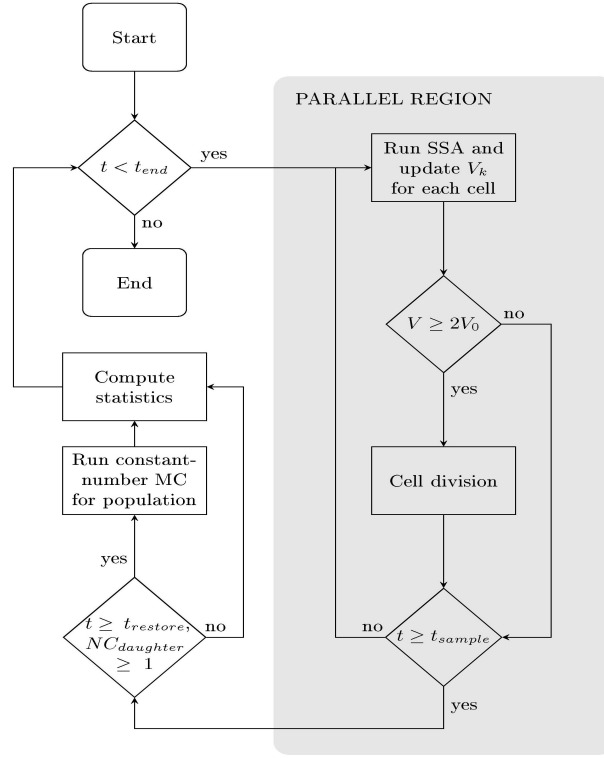 Start
PARALLEL REGION
t < t_end
yes
Run SSA and
update V_k
for each cell
no
End
V ≥ 2V_0
no
yes
Compute
statistics
Run constant-
number MC
for population
Cell division
yes
t ≥ t_restore,
NC_daughter
≥ 1
no
no
t ≥ t_sample
yes